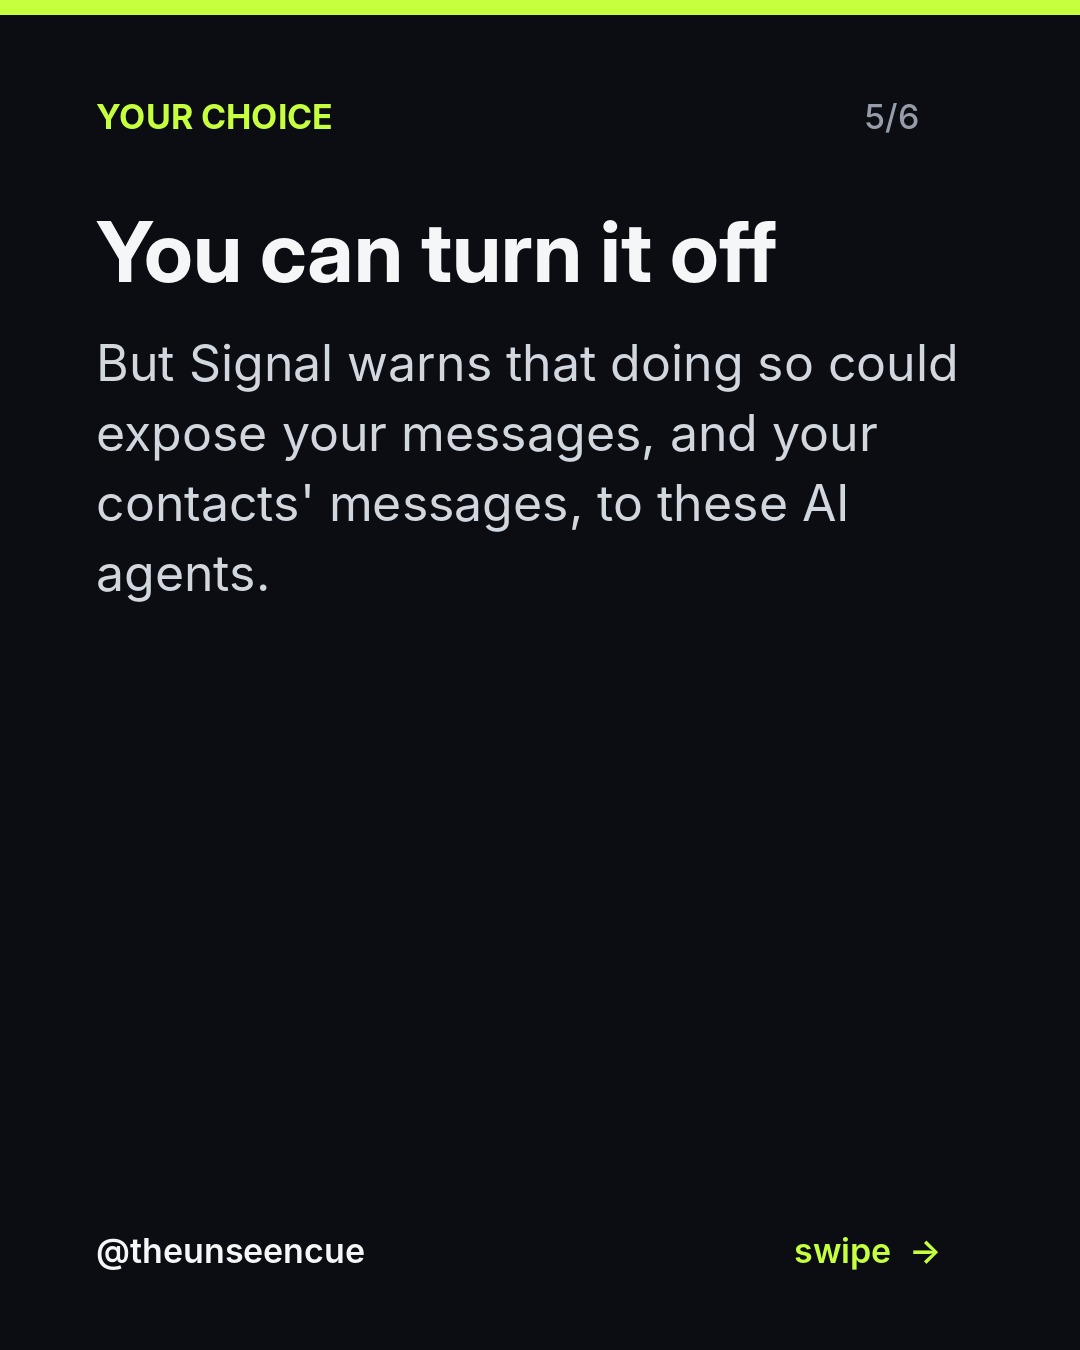 YOUR CHOICE
5/6
You can turn it off
But Signal warns that doing so could
expose your messages, and your
contacts' messages, to these AI
agents.
@theunseencue
swipe →